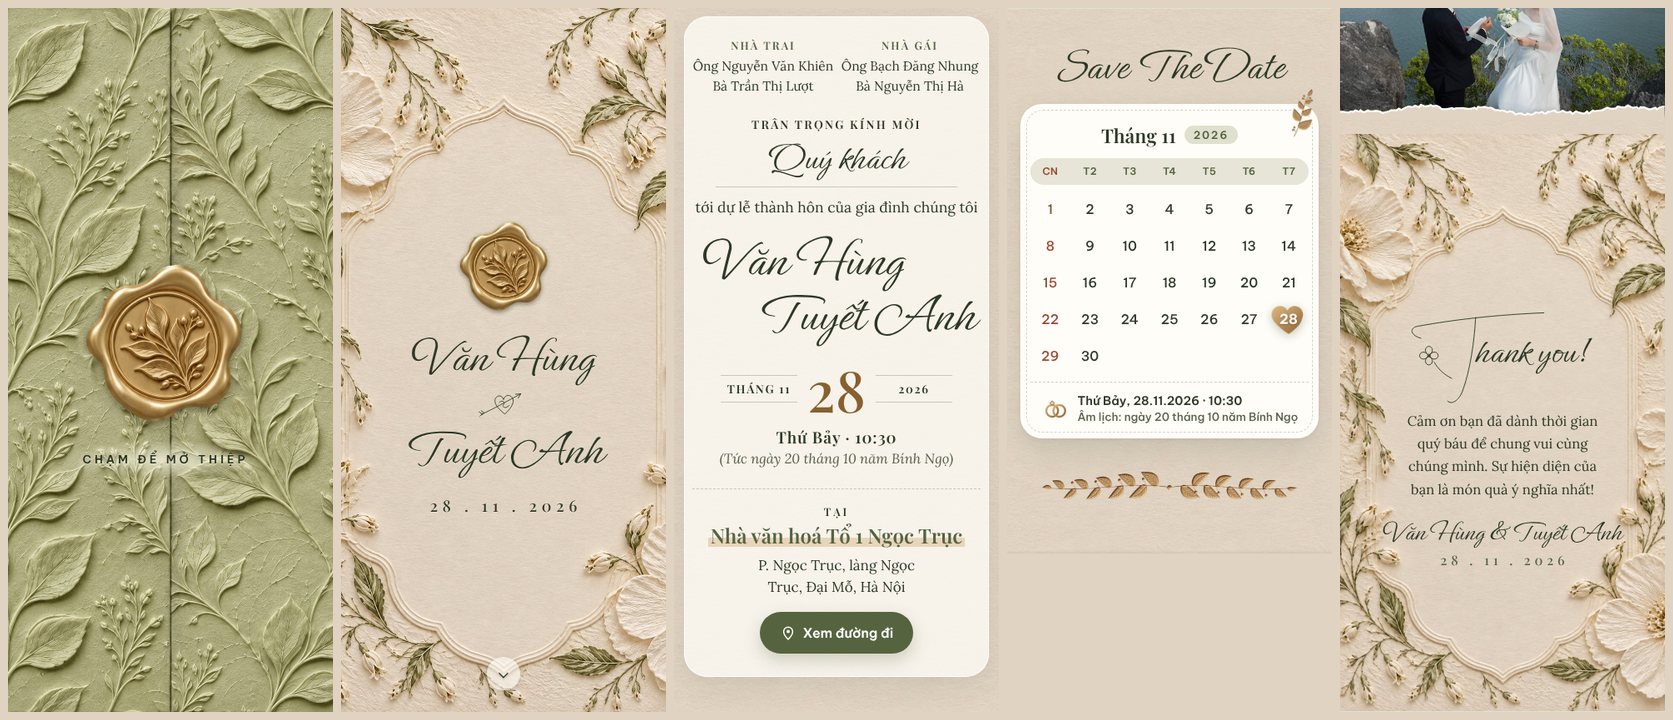 CHẠM ĐỂ MỞ THIỆP
Văn Hùng
Tuyết Anh
28 . 11 . 2026
NHÀ TRAI
Ông Nguyễn Văn Khiên
Bà Trần Thị Lượt
NHÀ GÁI
Ông Bạch Đăng Nhung
Bà Nguyễn Thị Hà
TRÂN TRỌNG KÍNH MỜI
Quý khách
tới dự lễ thành hôn của gia đình chúng tôi
Văn Hùng
Tuyết Anh
THÁNG 11 28 2026
Thứ Bảy · 10:30
(Tức ngày 20 tháng 10 năm Bính Ngọ)
TẠI
Nhà văn hoá Tổ 1 Ngọc Trục
P. Ngọc Trục, làng Ngọc
Trục, Đại Mỗ, Hà Nội
Xem đường đi
Save The Date
Tháng 11 2026
CN T2 T3 T4 T5 T6 T7
1 2 3 4 5 6 7
8 9 10 11 12 13 14
15 16 17 18 19 20 21
22 23 24 25 26 27 28
29 30
Thứ Bảy, 28.11.2026 · 10:30
Âm lịch: ngày 20 tháng 10 năm Bính Ngọ
Thank you!
Cảm ơn bạn đã dành thời gian
quý báu để chung vui cùng
chúng mình. Sự hiện diện của
bạn là món quà ý nghĩa nhất!
Văn Hùng & Tuyết Anh
28 . 11 . 2026